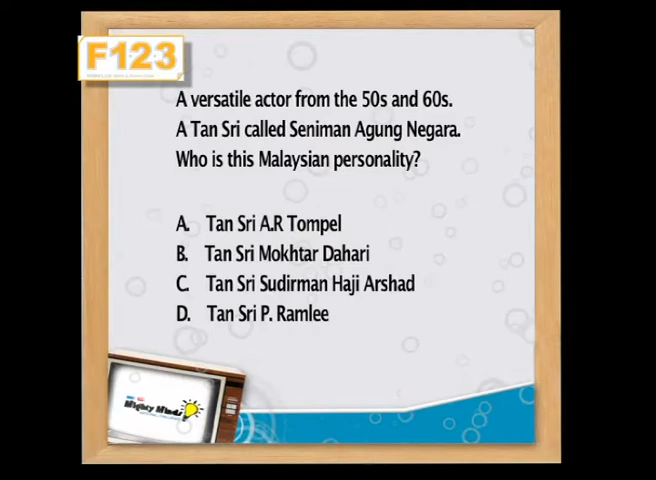 F123
A versatile actor from the 50s and 60s.
A Tan Sri called Seniman Agung Negara.
Who is this Malaysian personality?
A. Tan Sri A.R Tompel
B. Tan Sri Mokhtar Dahari
C. Tan Sri Sudirman Haji Arshad
D. Tan Sri P. Ramlee
Mighty Minds